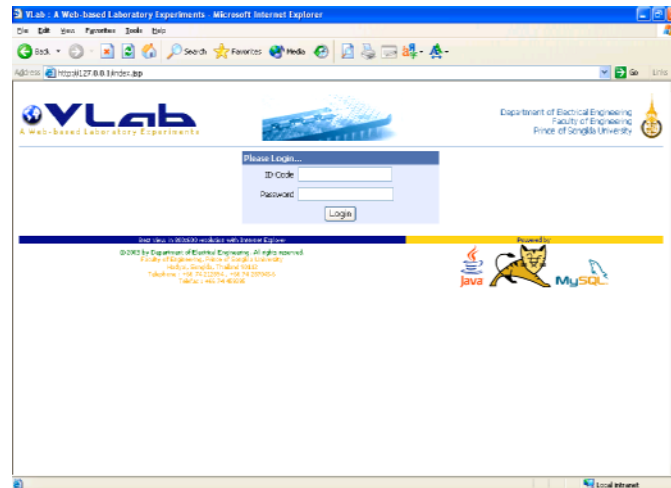 VLab : A Web-based Laboratory Experiments - Microsoft Internet Explorer
File Edit View Favorites Tools Help
Back Search Favorites Media
Address http://127.0.0.1/index.jsp Go Links
VLab
A Web-Based Laboratory Experiments
Department of Electrical Engineering
Faculty of Engineering
Prince of Songkla University
Please Login...
ID Code
Password
Login
Best view in 800x600 resolution with Internet Explorer
Powered by
©2003 by Department of Electrical Engineering. All rights reserved.
Faculty of Engineering, Prince of Songkla University
Hadyai, Songkla, Thailand 90112
Java
MySQL
Local intranet